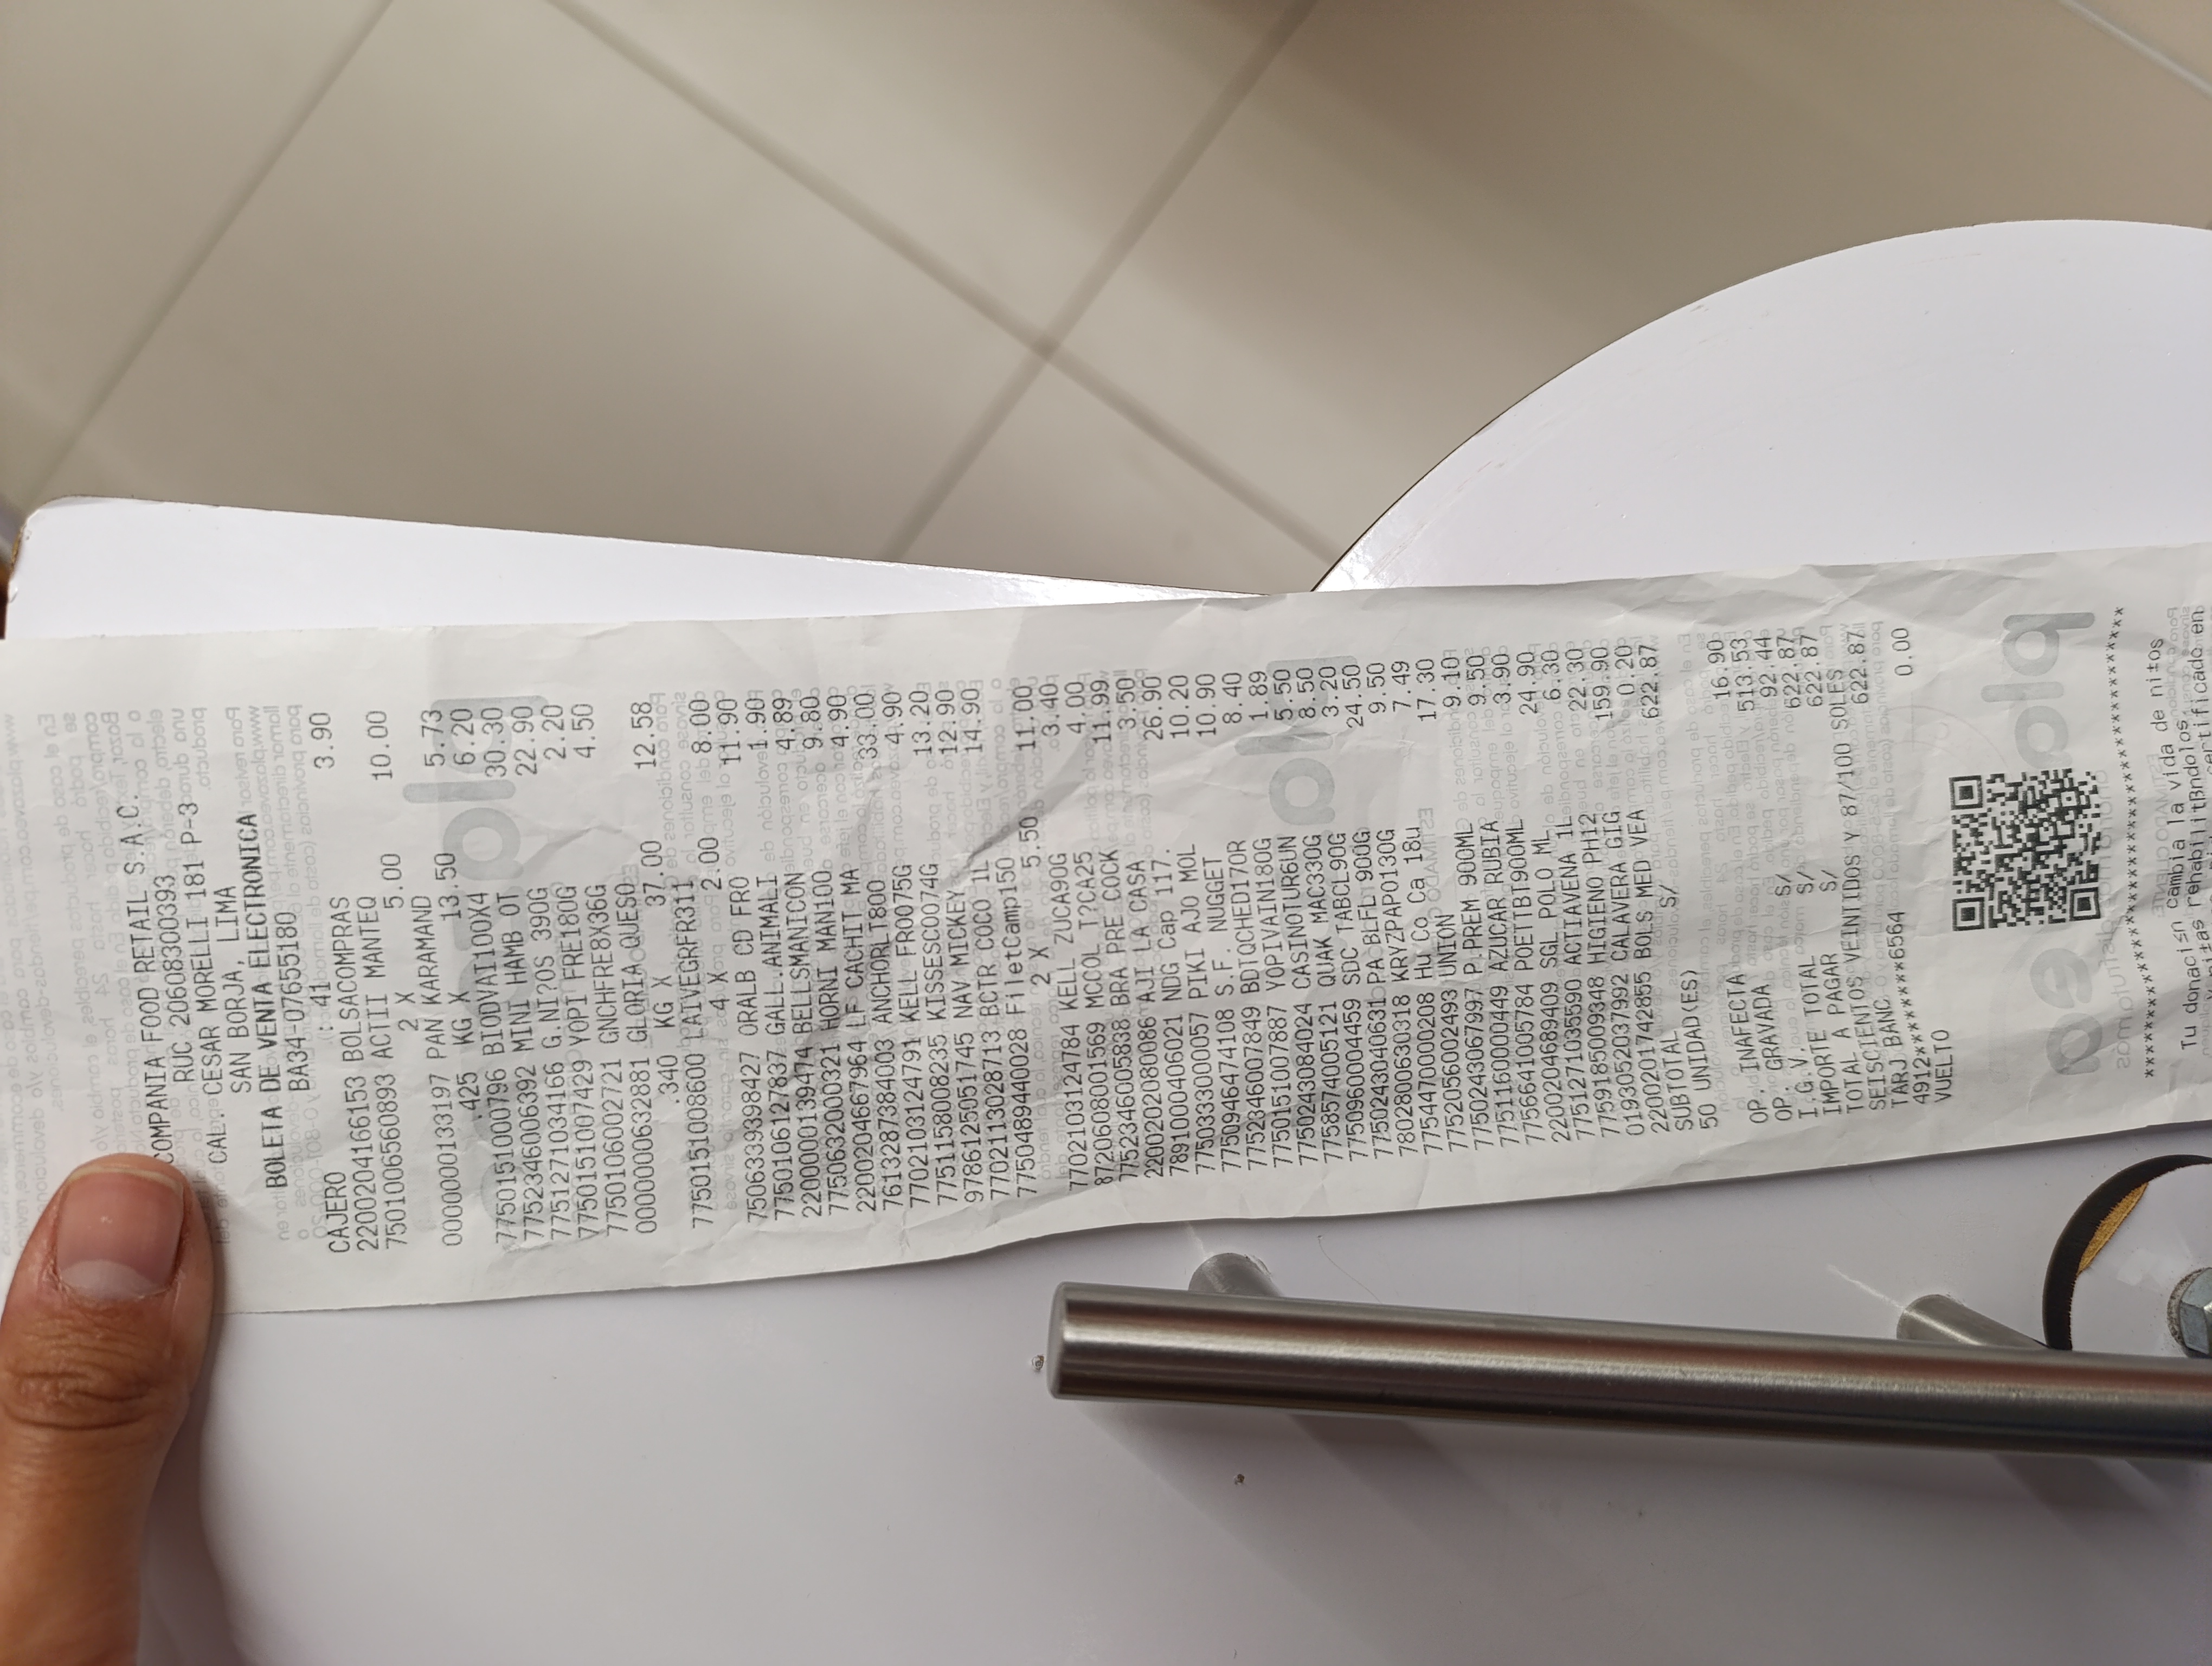 COMPANIA FOOD RETAIL S.A.C.
RUC 20608300393
CAL. CESAR MORELLI 181 P-3
SAN BORJA, LIMA
BOLETA DE VENTA ELECTRONICA
BA34-07655180
CAJERO : 41
2200204166153 BOLSACOMPRAS 3.90
7501006560893 ACTII MANTEQ
2 X 5.00 10.00
0000000133197 PAN KARAMAND
.425 KG X 13.50 5.73
7750151000796 BIODVAI100X4 6.20
7752346006392 MINI HAMB OT 30.30
7751271034166 G.NI?OS 390G 22.90
7750151007429 YOPI FRE180G 2.20
7750106002721 GNCHFRE8X36G 4.50
0000000632881 GLORIA QUESO
.340 KG X 37.00 12.58
7750151008600 LAIVEGRFR311
4 X 2.00 8.00
7506339398427 ORALB CD FRO 11.90
7750106127837 GALL.ANIMALI 1.90
2200000139474 BELLSMANICON 4.89
7750632000321 HORNI MAN100 9.80
2200204667964 LF CACHIT MA 4.90
7613287384003 ANCHORLT800 33.00
7702103124791 KELL FR0075G 4.90
7751158008235 KISSESCO074G 13.20
9786125051745 NAV MICKEY 12.90
7702113028713 BCTR COCO 1L 14.90
7750489440028 FiletCamp150
2 X 5.50 11.00
7702103124784 KELL ZUCA90G 3.40
8720608001569 MCCOL T?CA25 4.00
7752346005838 BRA PRE COCK 11.99
2200202080086 AJI LA CASA 3.50
7891000406021 NDG Cap 117. 26.90
7750333000057 PIKI AJO MOL 10.20
7750946474108 S.F. NUGGET 10.90
7752346007849 BDTQCHED170R 8.40
7750151007887 YOPIVAIN180G 1.89
7750243084024 CASINOTUR6UN 5.50
7758574005121 QUAK MAC330G 8.50
7750960004459 SDC TABCL90G 3.20
7750243040631 PA BLFL 900G 24.50
7802800630318 KRYZPAPO130G 9.50
7754470000208 Hu Co Ca 18u 7.49
7752056002493 UNION 17.30
7750243067997 P.PREM 900ML 9.10
7751160000449 AZUCAR RUBIA 9.50
7756641005784 POETTBT900ML 3.90
2200204689409 SGL POLO ML 24.90
7751271035590 ACTIAVENA 1L 6.30
7759185009348 HIGIENO PH12 22.30
0193052037992 CALAVERA GIG 159.90
2200201742855 BOLS MED VEA 0.20
SUBTOTAL S/ 622.87
50 UNIDAD(ES)
OP. INAFECTA 16.90
OP. GRAVADA S/ 513.53
I.G.V. S/ 92.44
IMPORTE TOTAL S/ 622.87
TOTAL A PAGAR S/ 622.87
SEISCIENTOS VEINTIDOS Y 87/100 SOLES
TARJ BANC 622.87
4912********6564
VUELTO 0.00
plaza
vea
Tu donación cambia la vida de niños